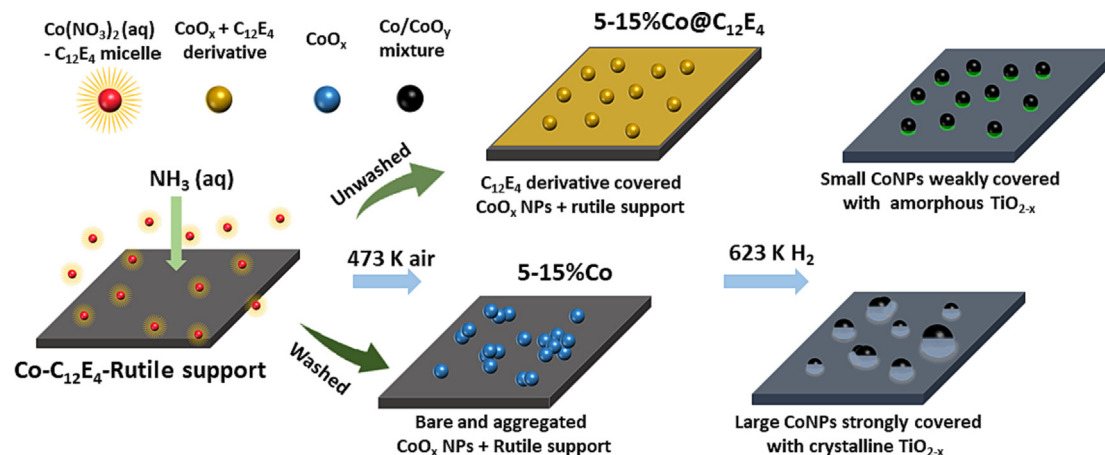 Co(NO₃)₂ (aq)
- C₁₂E₄ micelle
CoOₓ + C₁₂E₄
derivative
CoOₓ
Co/CoOᵧ
mixture
5-15%Co@C₁₂E₄
NH₃ (aq)
Unwashed
C₁₂E₄ derivative covered
CoOₓ NPs + rutile support
Small CoNPs weakly covered
with amorphous TiO₂₋ₓ
473 K air
5-15%Co
623 K H₂
Co-C₁₂E₄-Rutile support
Washed
Bare and aggregated
CoOₓ NPs + Rutile support
Large CoNPs strongly covered
with crystalline TiO₂₋ₓ